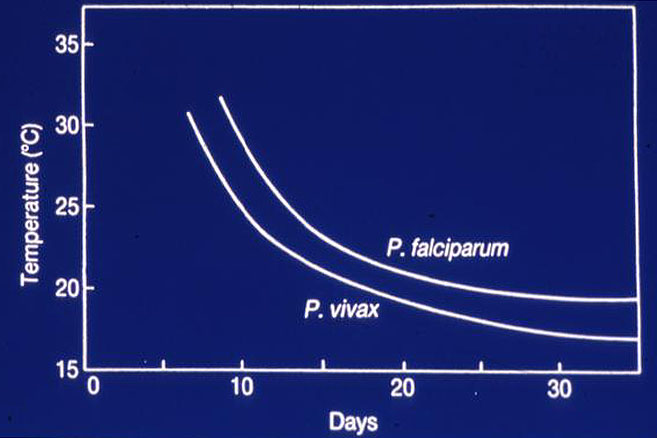 35
30
25
20
15
Temperature (°C)
P. falciparum
P. vivax
0 10 20 30
Days